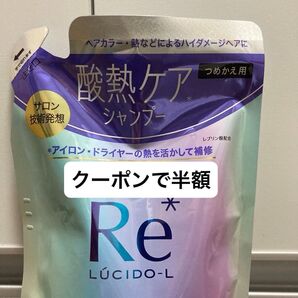 ヘアカラー・熱などによるハイダメージヘアに
酸熱ケア
つめかえ用
シャンプー
サロン
技術発想
レブリン酸配合
*アイロン・ドライヤーの熱を活かして補修
クーポンで半額
Re*
LÚCIDO-L